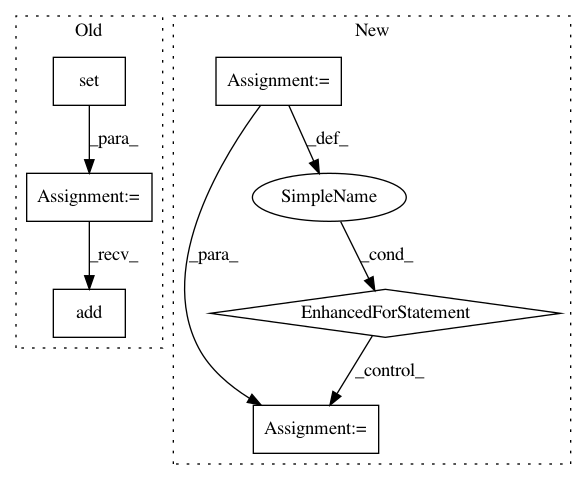 Old
New
set
Assignment:=
_para_
_def_
Assignment:=
SimpleName
_recv_
_para_
_cond_
add
EnhancedForStatement
_control_
Assignment:=